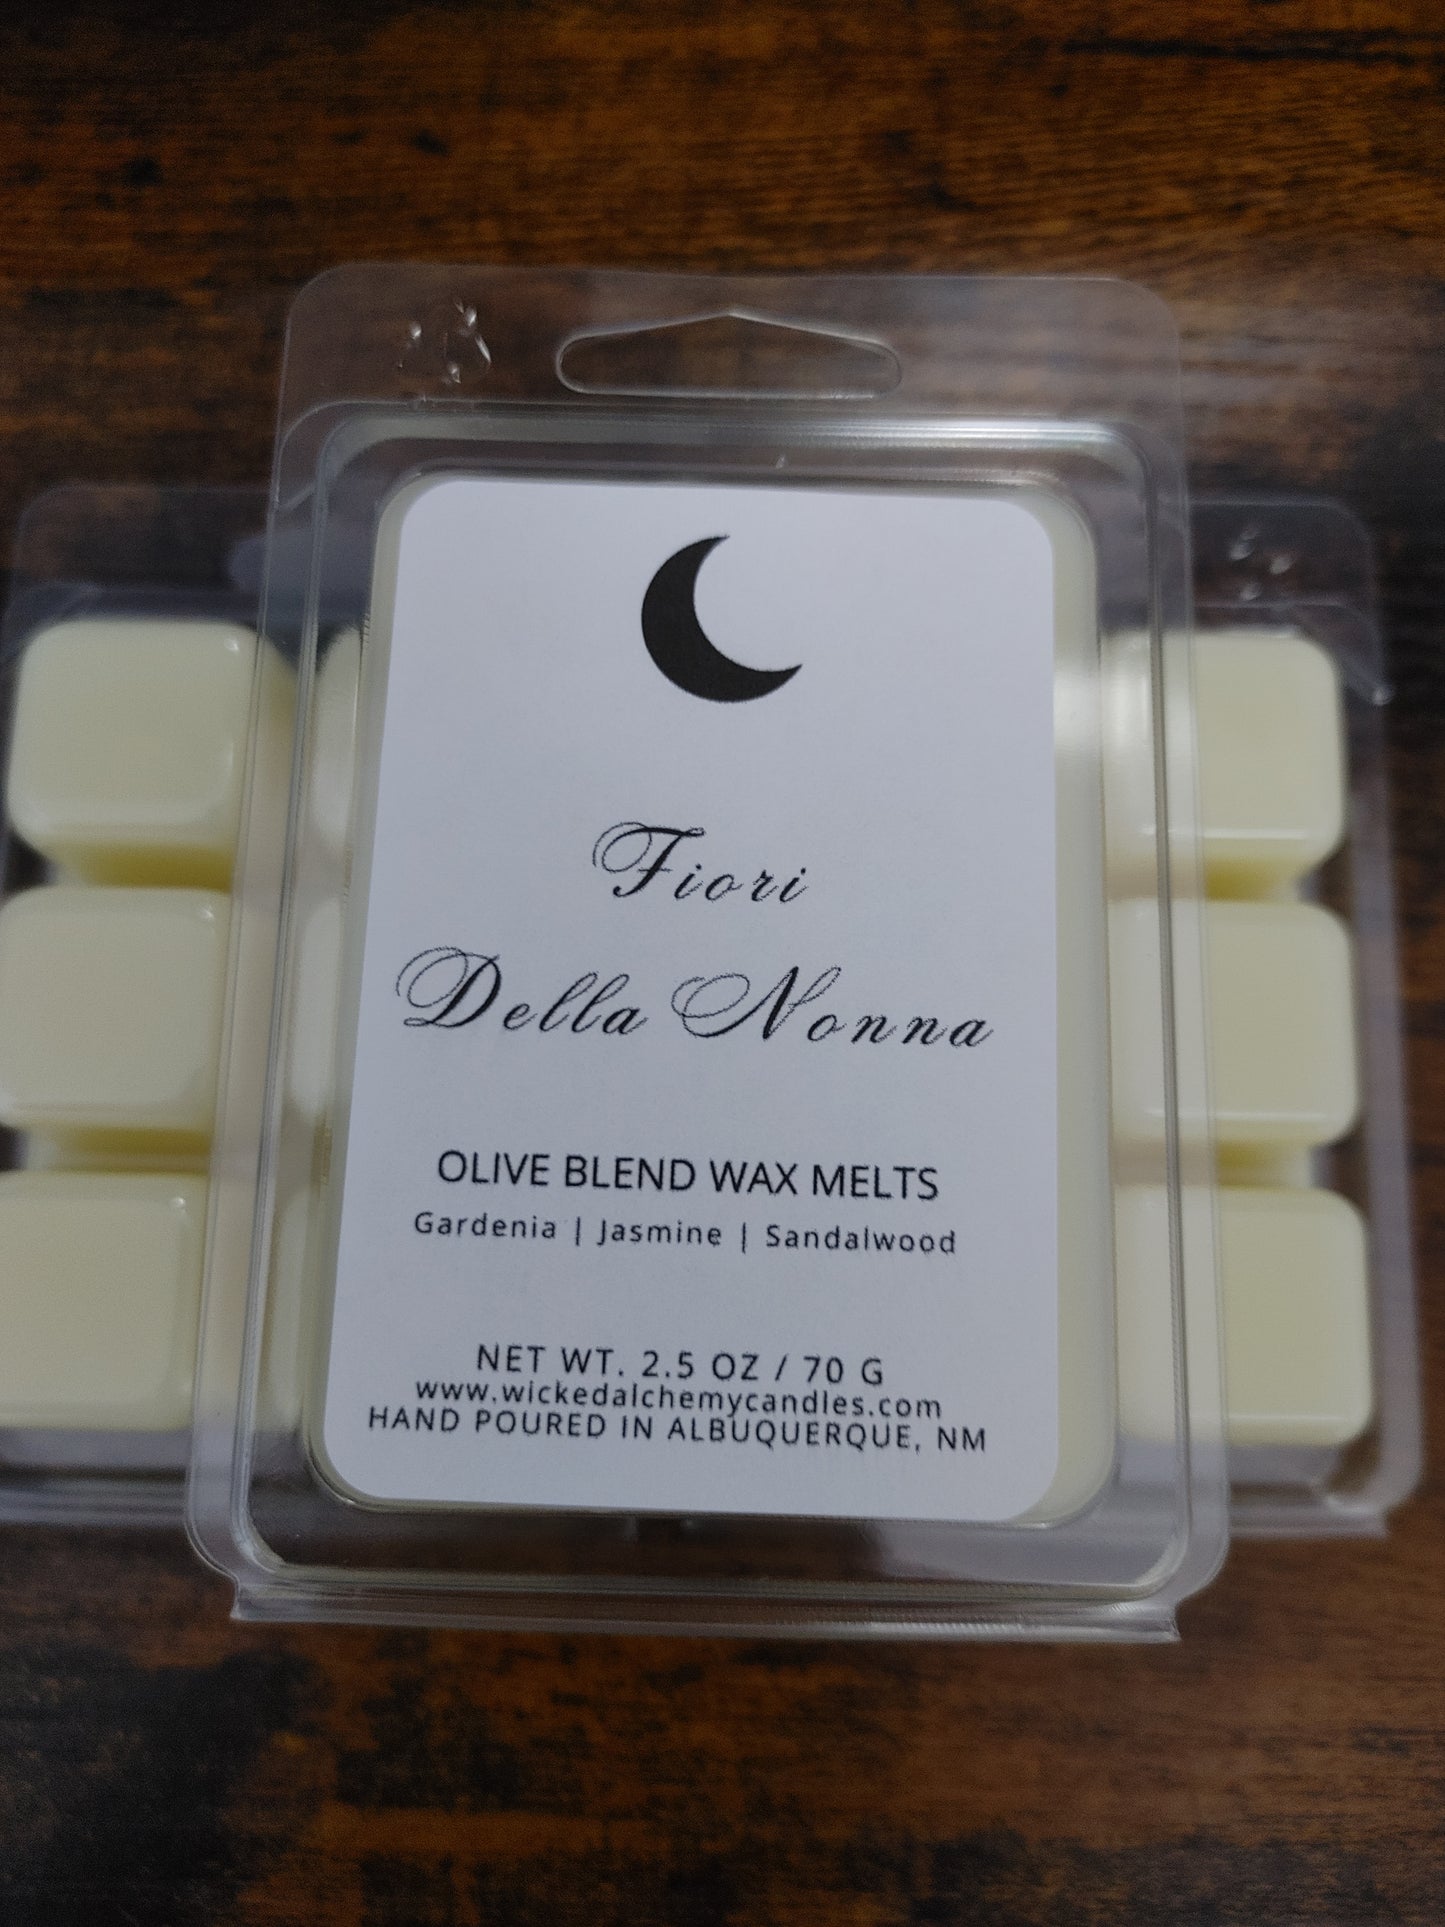 Fiori
Della Nonna
OLIVE BLEND WAX MELTS
Gardenia | Jasmine | Sandalwood
NET WT. 2.5 OZ / 70 G
www.wickedalchemycandles.com
HAND POURED IN ALBUQUERQUE, NM